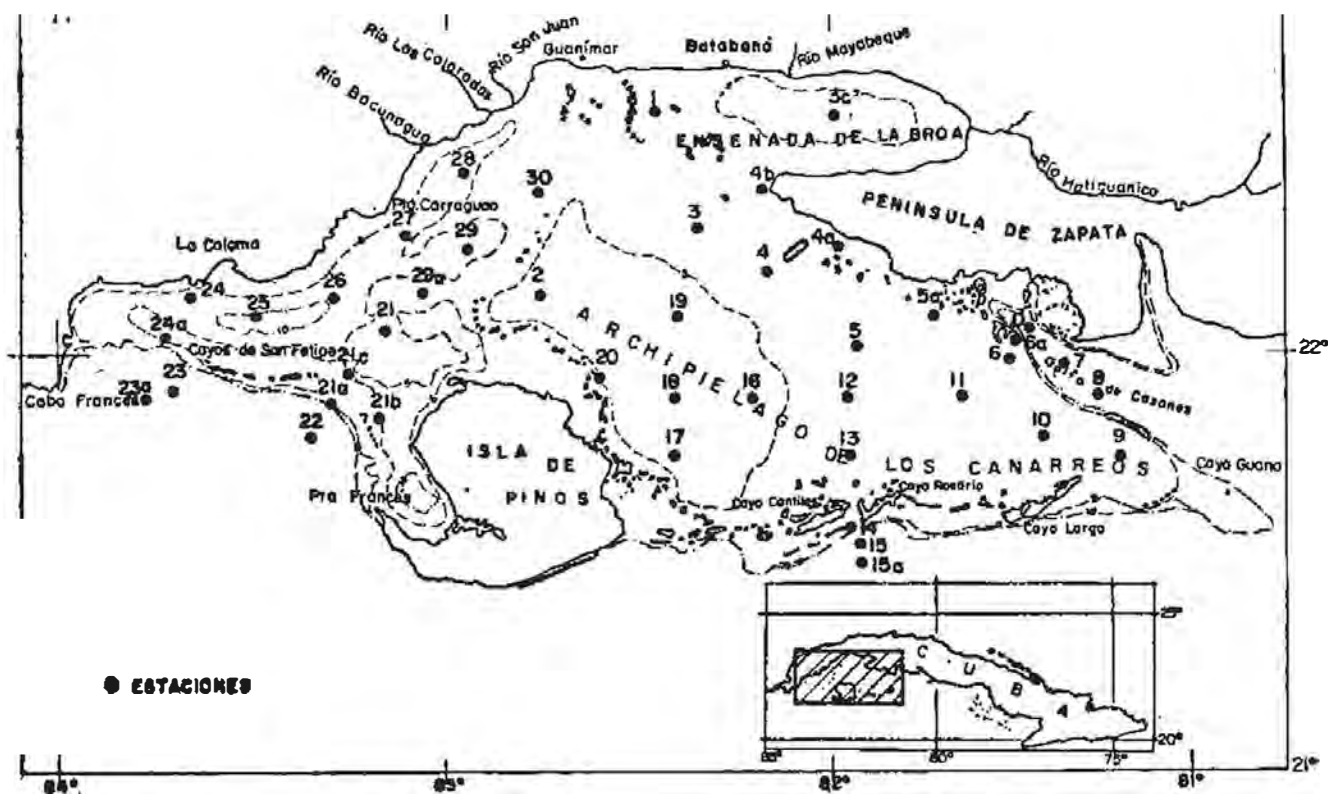 Río San Juan
Río Los Colorados
Río Bacunagua
Guanímar
Batabanó
Río Mayabeque
ENSENADA DE LA BROA
Río Hatiguanico
PENINSULA DE ZAPATA
28
30
1
3c
4b
Pta. Carraguao
27
29
3
4a
4
La Coloma
24
25
26
29a
2
19
5a
24a
21
5
6a
6
7
8
Cayos de San Felipe
21c
20
ARCHIPIELAGO DE
LOS CANARREOS
22°
Cabo Francés
23a
23
21a
21b
18
16
12
11
de Cazones
22
17
13
10
9
ISLA
DE
PINOS
Pta Francés
Cayo Cantiles
Cayo Rosario
Cayo Guano
Cayo Largo
14
15
15a
● ESTACIONES
CUBA
25°
20°
85°
80°
75°
21°
84°
83°
82°
81°